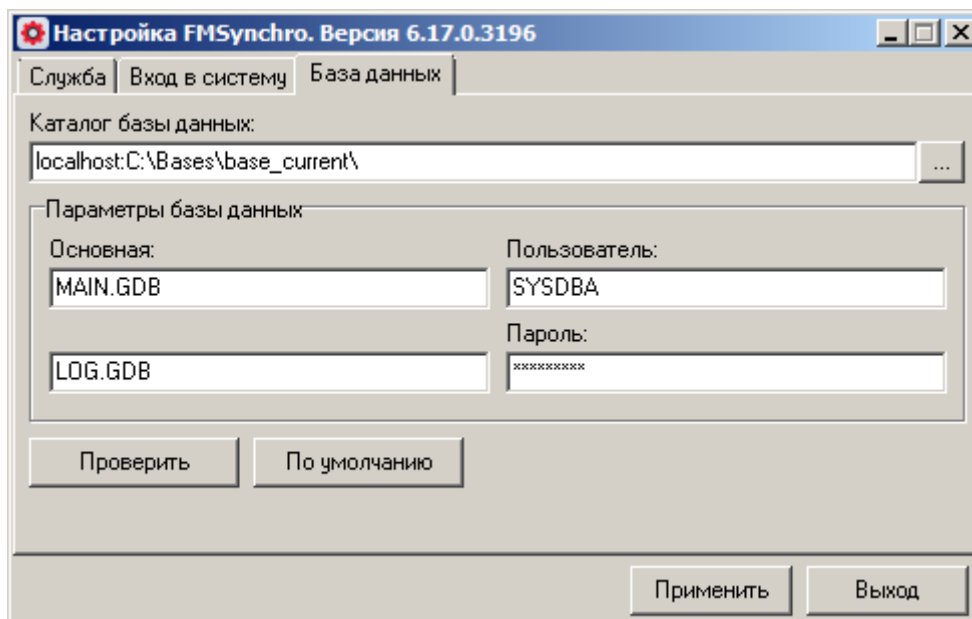 Настройка FMSynchro. Версия 6.17.0.3196
Служба Вход в систему База данных
Каталог базы данных:
localhost:C:\Bases\base_current\ ...
Параметры базы данных
Основная: Пользователь:
MAIN.GDB SYSDBA
Пароль:
LOG.GDB *********
Проверить По умолчанию
Применить Выход